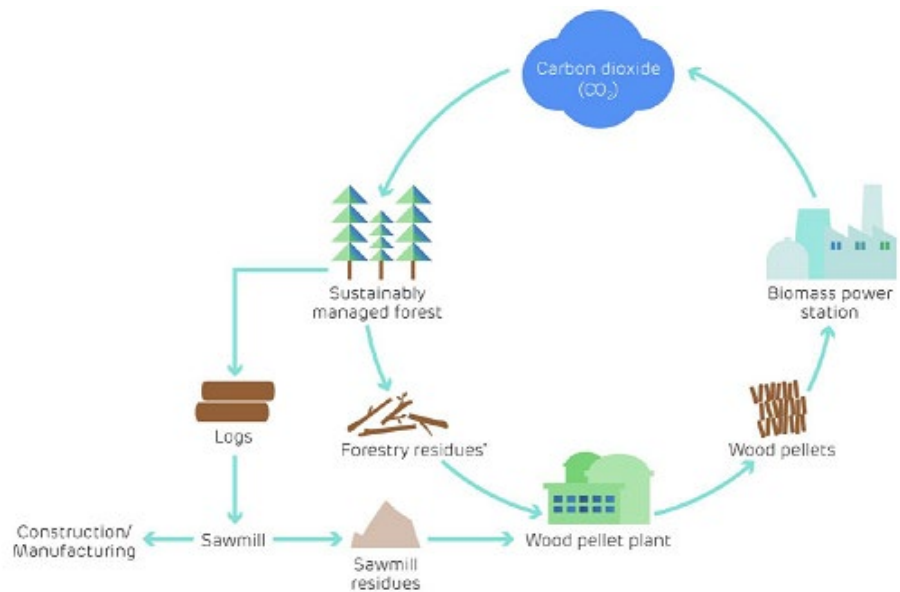 Carbon dioxide
(CO₂)
Sustainably
managed forest
Biomass power
station
Logs
Forestry residues*
Wood pellets
Construction/
Manufacturing
Sawmill
Sawmill
residues
Wood pellet plant